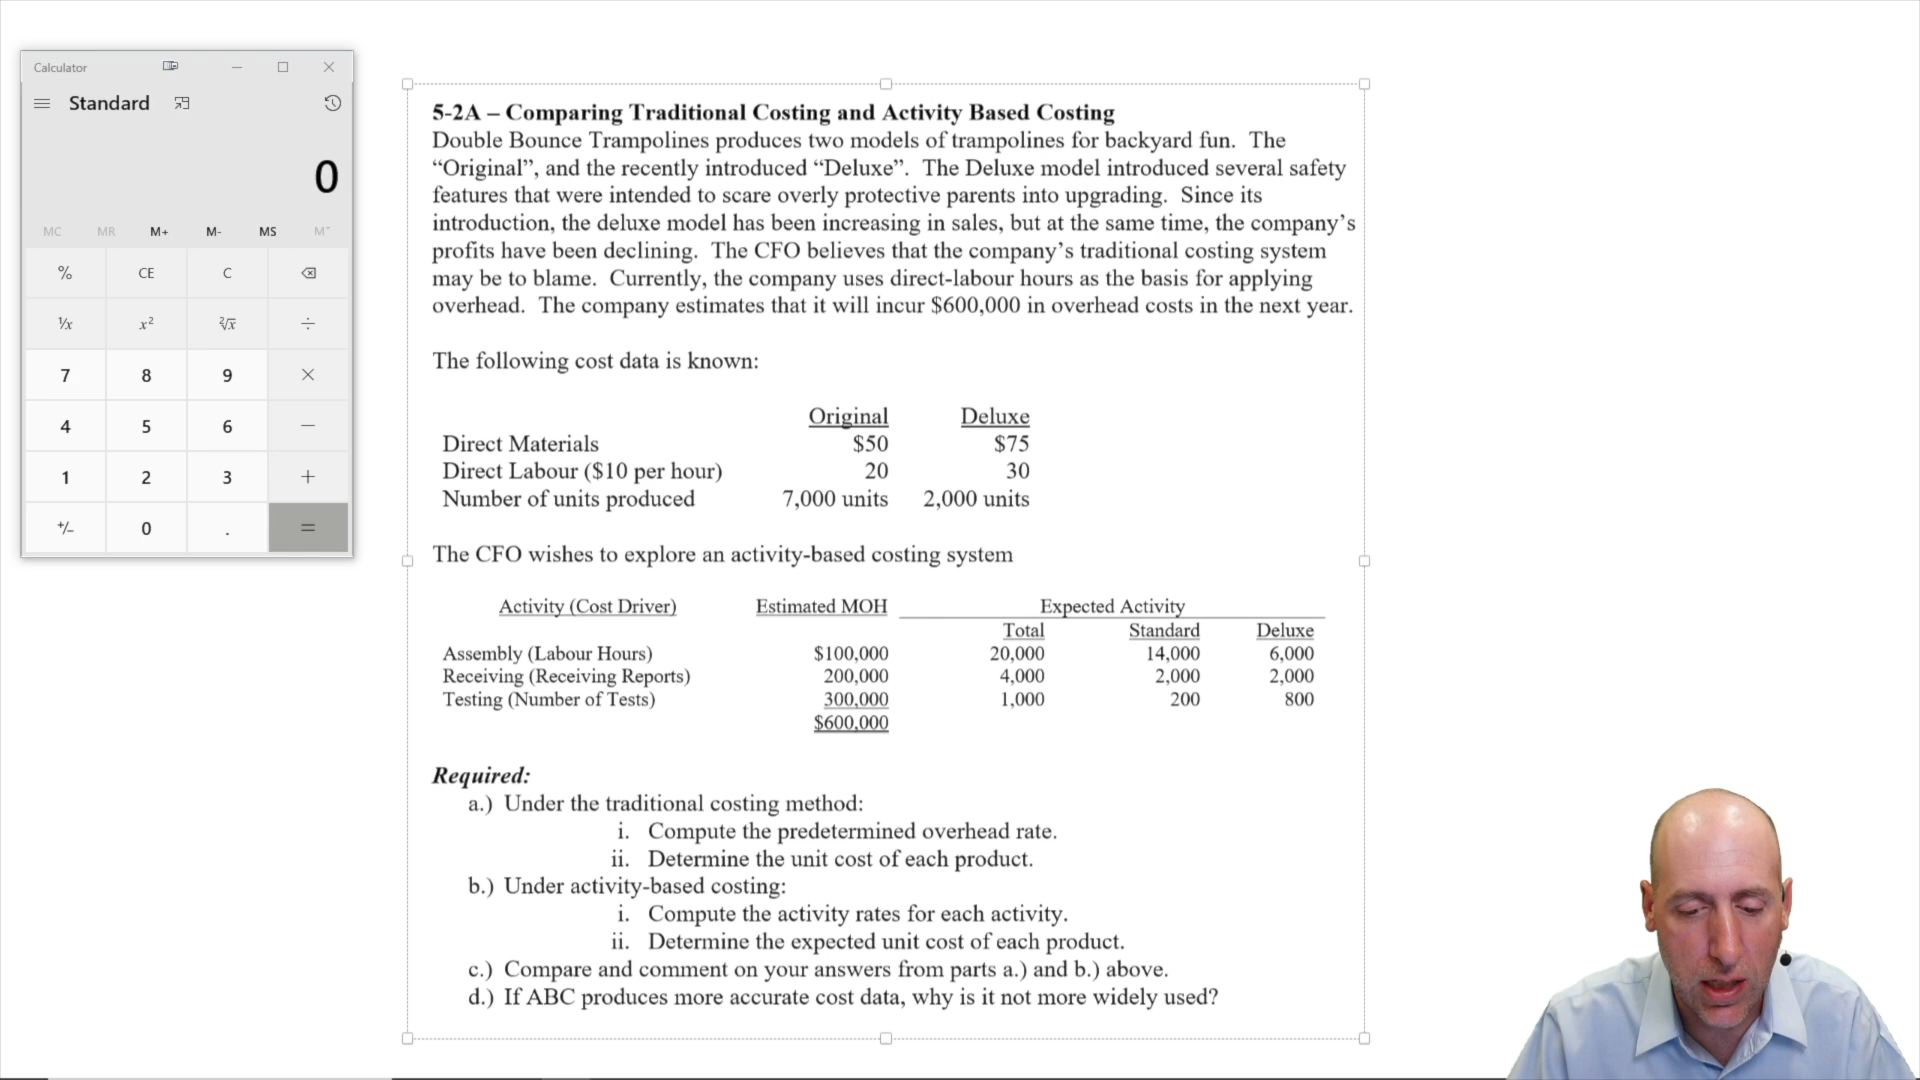 Calculator
Standard
0
MC MR M+ M- MS M˅
% CE C
¹/x x² ²√x ÷
7 8 9 ×
4 5 6 −
1 2 3 +
+/− 0 . =
5-2A – Comparing Traditional Costing and Activity Based Costing
Double Bounce Trampolines produces two models of trampolines for backyard fun. The
“Original”, and the recently introduced “Deluxe”. The Deluxe model introduced several safety
features that were intended to scare overly protective parents into upgrading. Since its
introduction, the deluxe model has been increasing in sales, but at the same time, the company’s
profits have been declining. The CFO believes that the company’s traditional costing system
may be to blame. Currently, the company uses direct-labour hours as the basis for applying
overhead. The company estimates that it will incur $600,000 in overhead costs in the next year.
The following cost data is known:
Original Deluxe
Direct Materials $50 $75
Direct Labour ($10 per hour) 20 30
Number of units produced 7,000 units 2,000 units
The CFO wishes to explore an activity-based costing system
Activity (Cost Driver) Estimated MOH Expected Activity
Total Standard Deluxe
Assembly (Labour Hours) $100,000 20,000 14,000 6,000
Receiving (Receiving Reports) 200,000 4,000 2,000 2,000
Testing (Number of Tests) 300,000 1,000 200 800
$600,000
Required:
a.) Under the traditional costing method:
i. Compute the predetermined overhead rate.
ii. Determine the unit cost of each product.
b.) Under activity-based costing:
i. Compute the activity rates for each activity.
ii. Determine the expected unit cost of each product.
c.) Compare and comment on your answers from parts a.) and b.) above.
d.) If ABC produces more accurate cost data, why is it not more widely used?